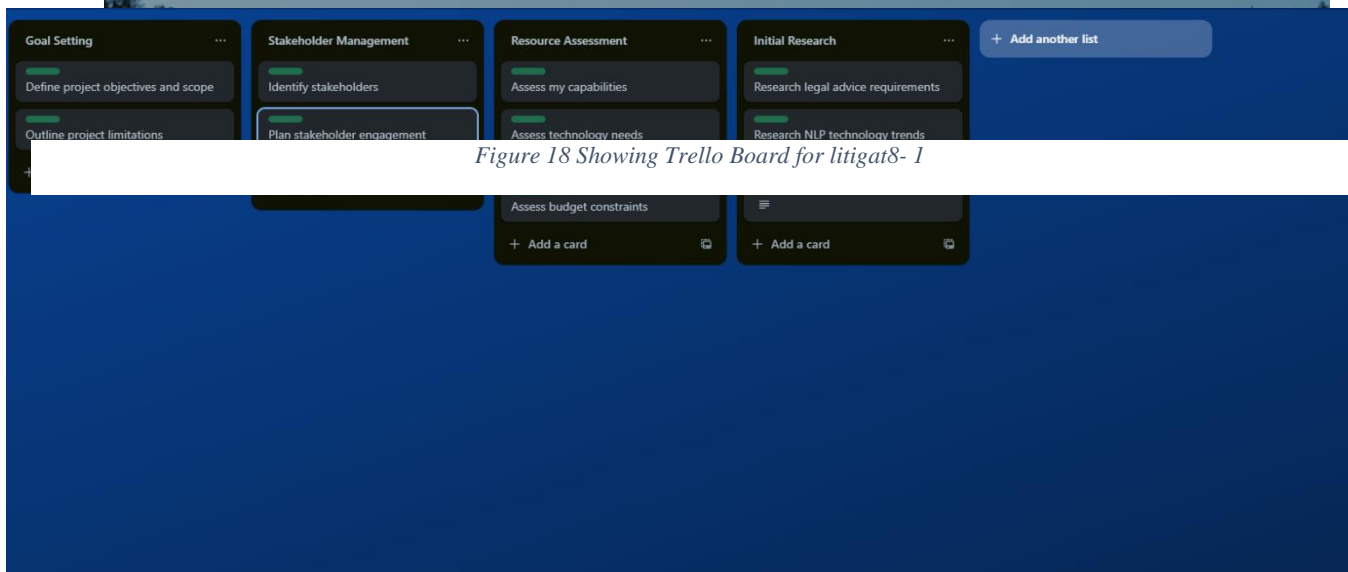 Goal Setting
Define project objectives and scope
Outline project limitations
+
Stakeholder Management
Identify stakeholders
Plan stakeholder engagement
Resource Assessment
Assess my capabilities
Assess technology needs
Assess budget constraints
+ Add a card
Initial Research
Research legal advice requirements
Research NLP technology trends
+ Add a card
+ Add another list
Figure 18 Showing Trello Board for litigat8- 1